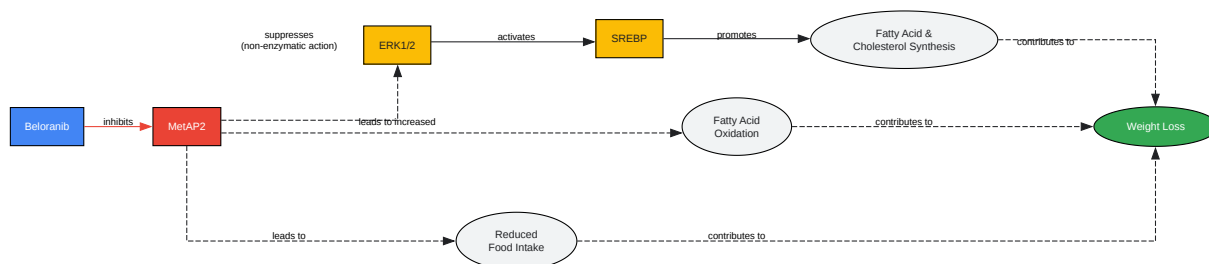 suppresses
(non-enzymatic action)
ERK1/2
activates
SREBP
promotes
Fatty Acid &
Cholesterol Synthesis
contributes to
Beloranib
inhibits
MetAP2
leads to increased
Fatty Acid
Oxidation
contributes to
Weight Loss
leads to
Reduced
Food Intake
contributes to